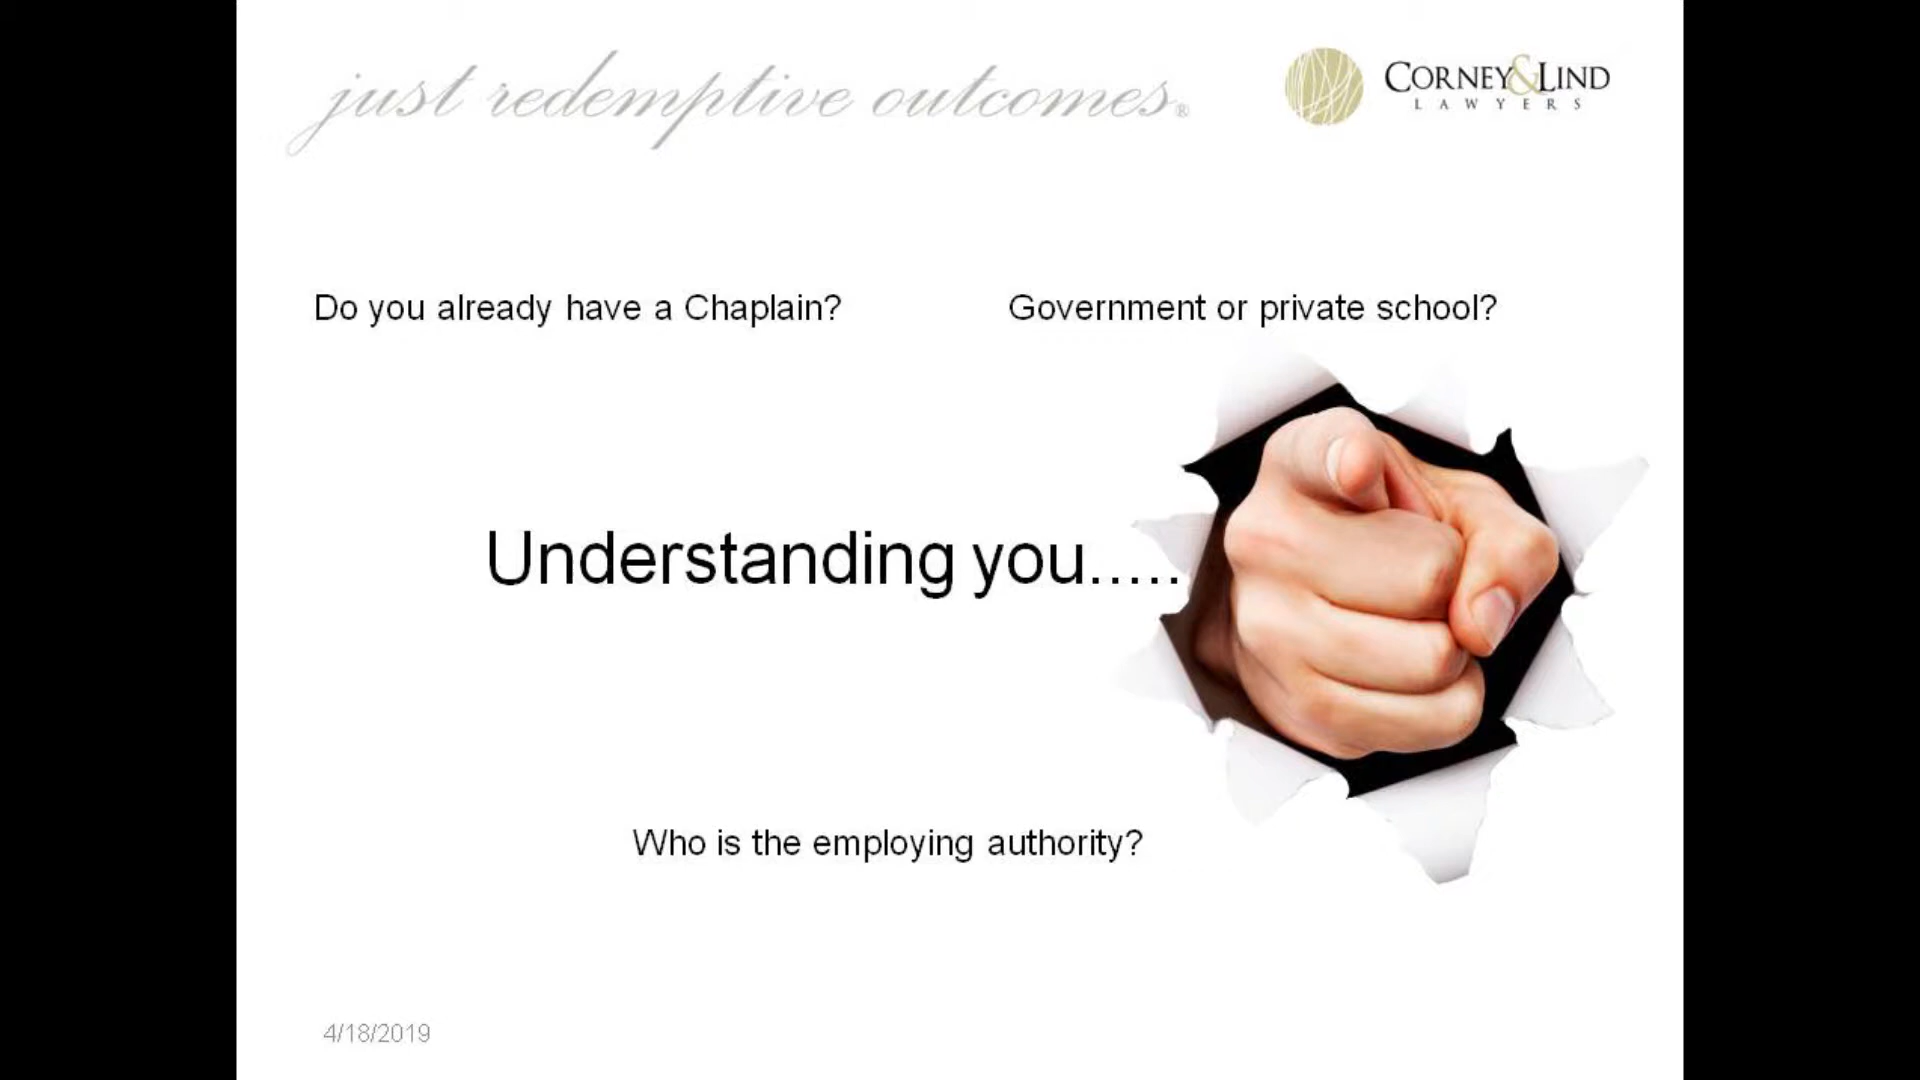 just redemptive outcomes.®
CORNEY&LIND
LAWYERS
Do you already have a Chaplain?
Government or private school?
Understanding you.....
Who is the employing authority?
4/18/2019